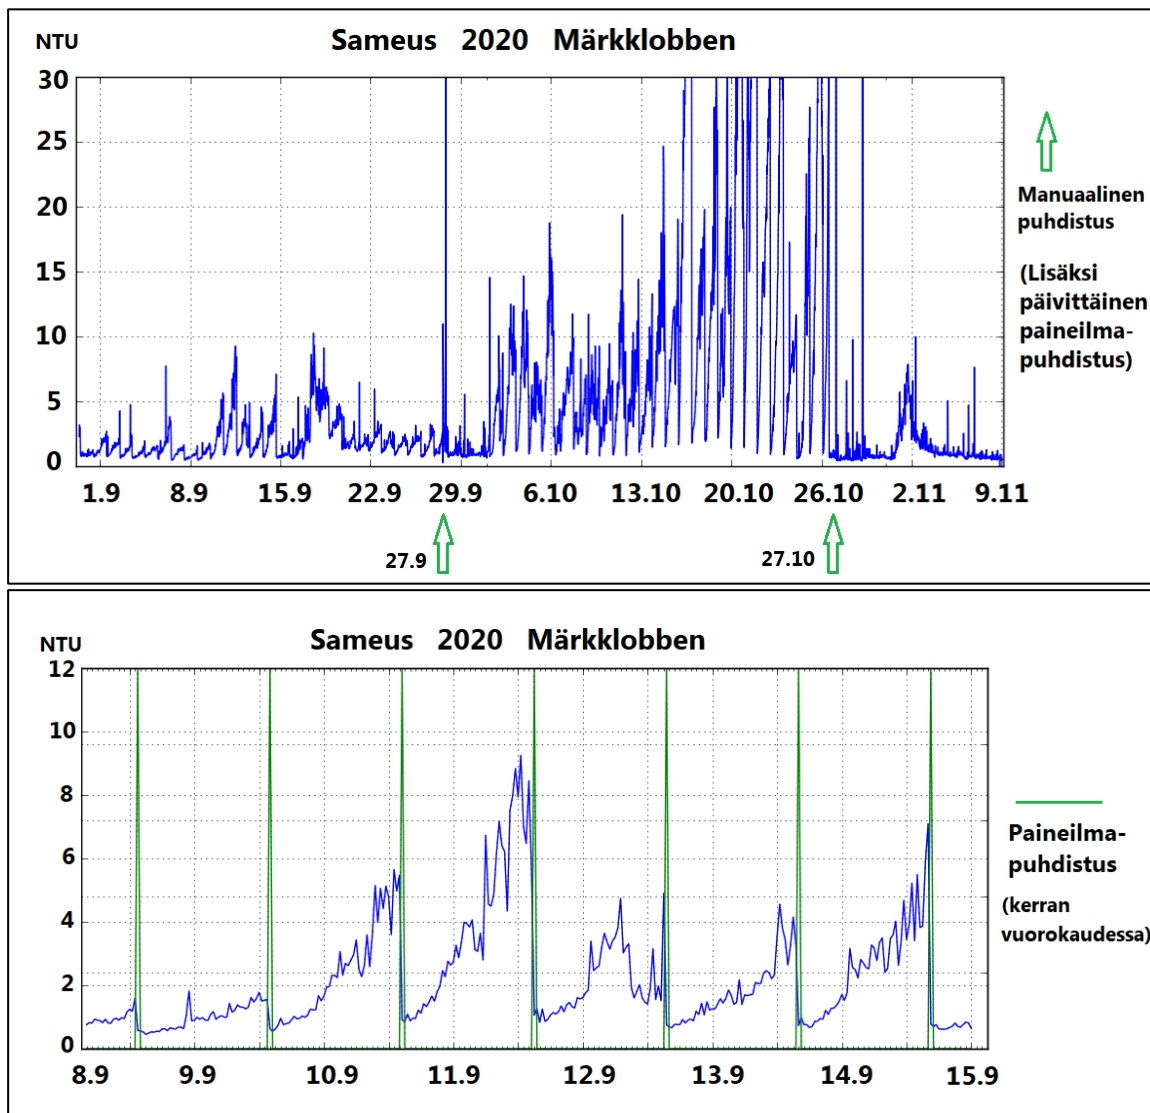 NTU
Sameus 2020 Märkklobben
30
25
20
15
10
5
0
1.9 8.9 15.9 22.9 29.9 6.10 13.10 20.10 26.10 2.11 9.11
27.9
27.10
Manuaalinen
puhdistus
(Lisäksi
päivittäinen
paineilma-
puhdistus)
NTU
Sameus 2020 Märkklobben
12
10
8
6
4
2
0
8.9 9.9 10.9 11.9 12.9 13.9 14.9 15.9
Paineilma-
puhdistus
(kerran
vuorokaudessa)